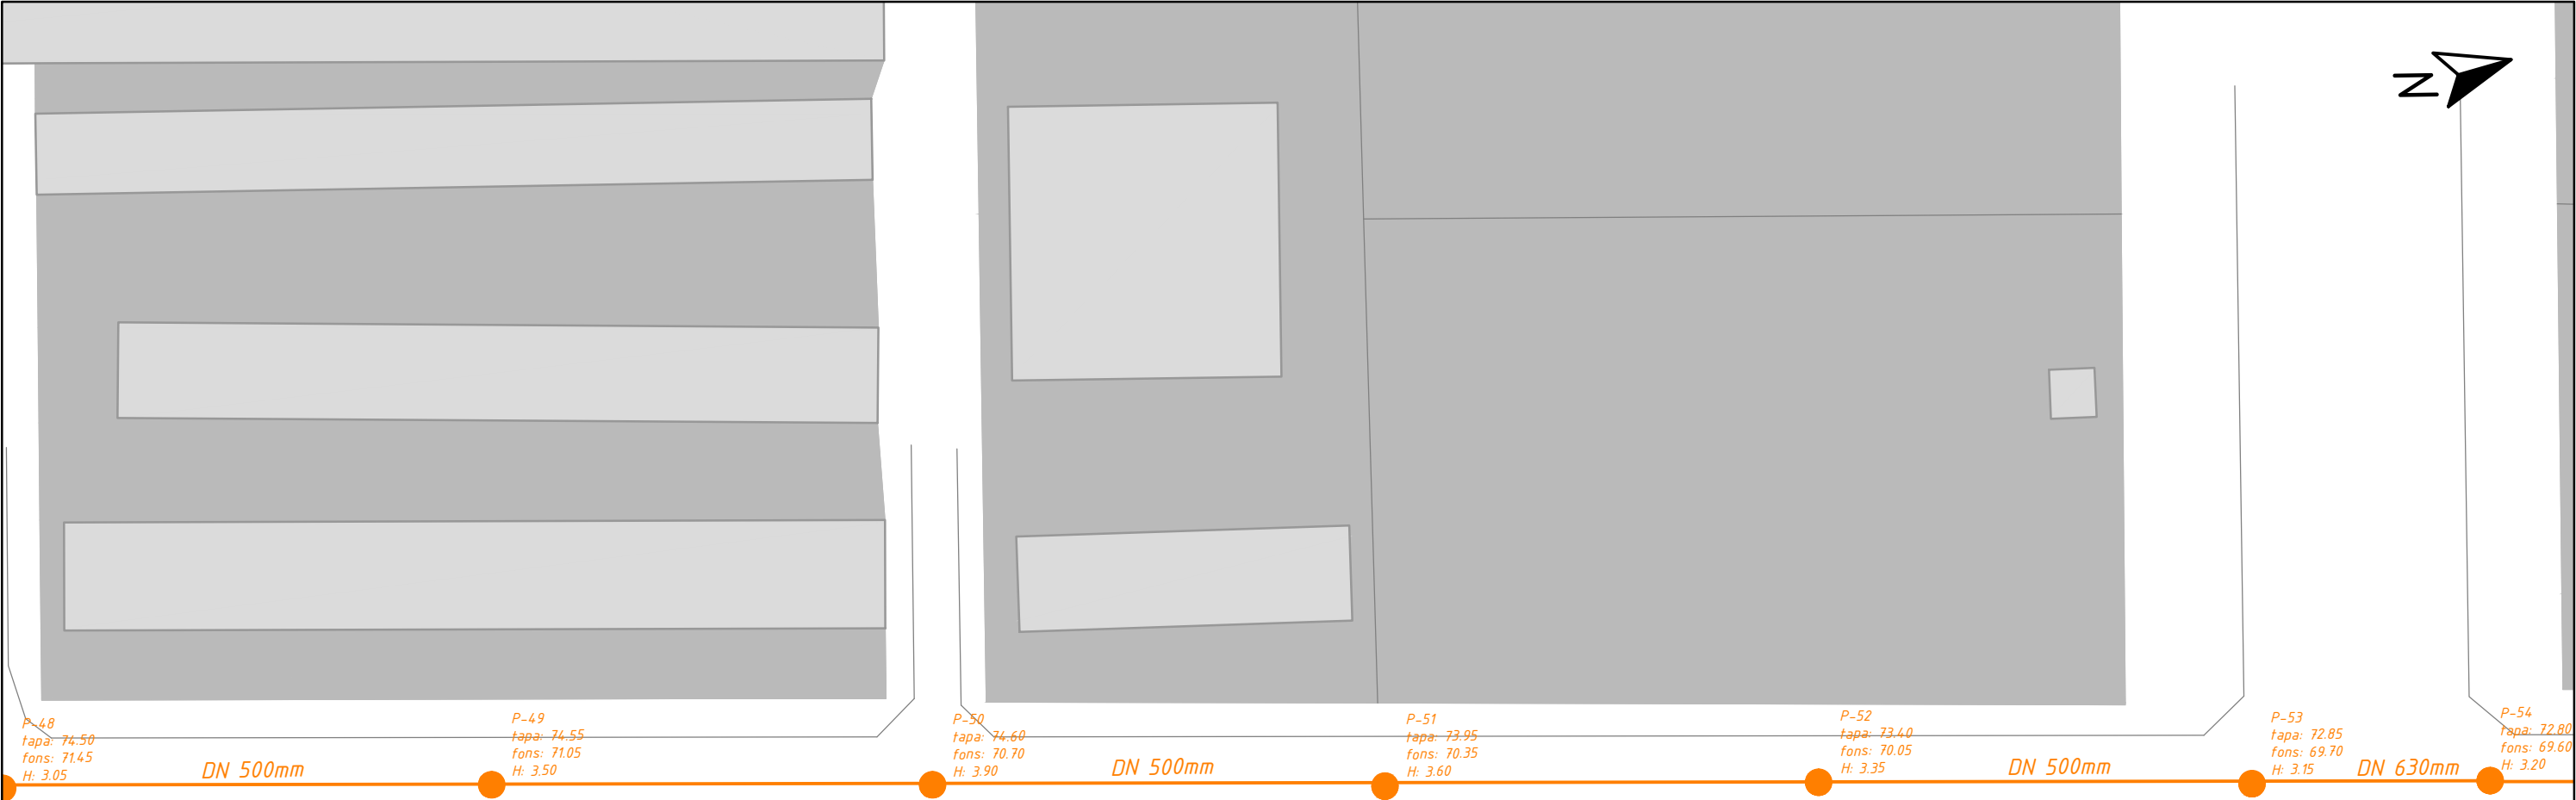 N
P-48
tapa: 74.50
fons: 71.45
H: 3.05
DN 500mm
P-49
tapa: 74.55
fons: 71.05
H: 3.50
P-50
tapa: 74.60
fons: 70.70
H: 3.90
DN 500mm
P-51
tapa: 73.95
fons: 70.35
H: 3.60
P-52
tapa: 73.40
fons: 70.05
H: 3.35
DN 500mm
P-53
tapa: 72.85
fons: 69.70
H: 3.15
DN 630mm
P-54
tapa: 72.80
fons: 69.60
H: 3.20